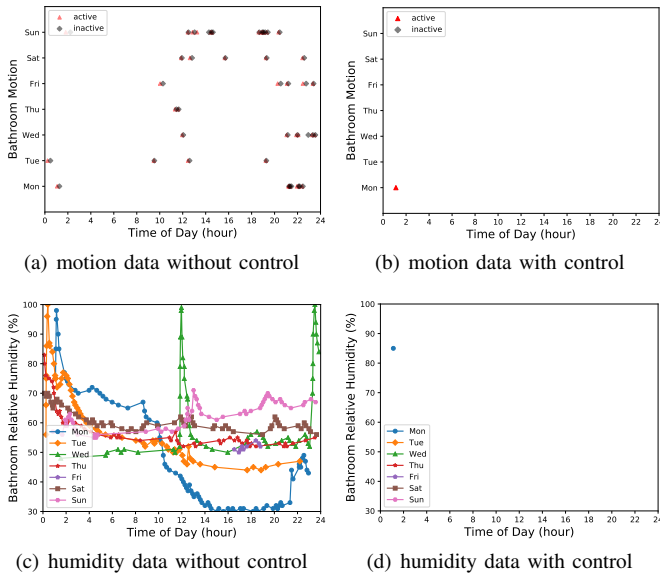 active
inactive
Sun
Sat
Fri
Thu
Wed
Tue
Mon
Bathroom Motion
0 2 4 6 8 10 12 14 16 18 20 22 24
Time of Day (hour)
(a) motion data without control
active
inactive
Sun
Sat
Fri
Thu
Wed
Tue
Mon
Bathroom Motion
0 2 4 6 8 10 12 14 16 18 20 22 24
Time of Day (hour)
(b) motion data with control
100
90
80
70
60
50
40
30
Bathroom Relative Humidity (%)
Mon
Tue
Wed
Thu
Fri
Sat
Sun
0 2 4 6 8 10 12 14 16 18 20 22 24
Time of Day (hour)
(c) humidity data without control
100
90
80
70
60
50
40
30
Bathroom Relative Humidity (%)
Mon
Tue
Wed
Thu
Fri
Sat
Sun
0 2 4 6 8 10 12 14 16 18 20 22 24
Time of Day (hour)
(d) humidity data with control